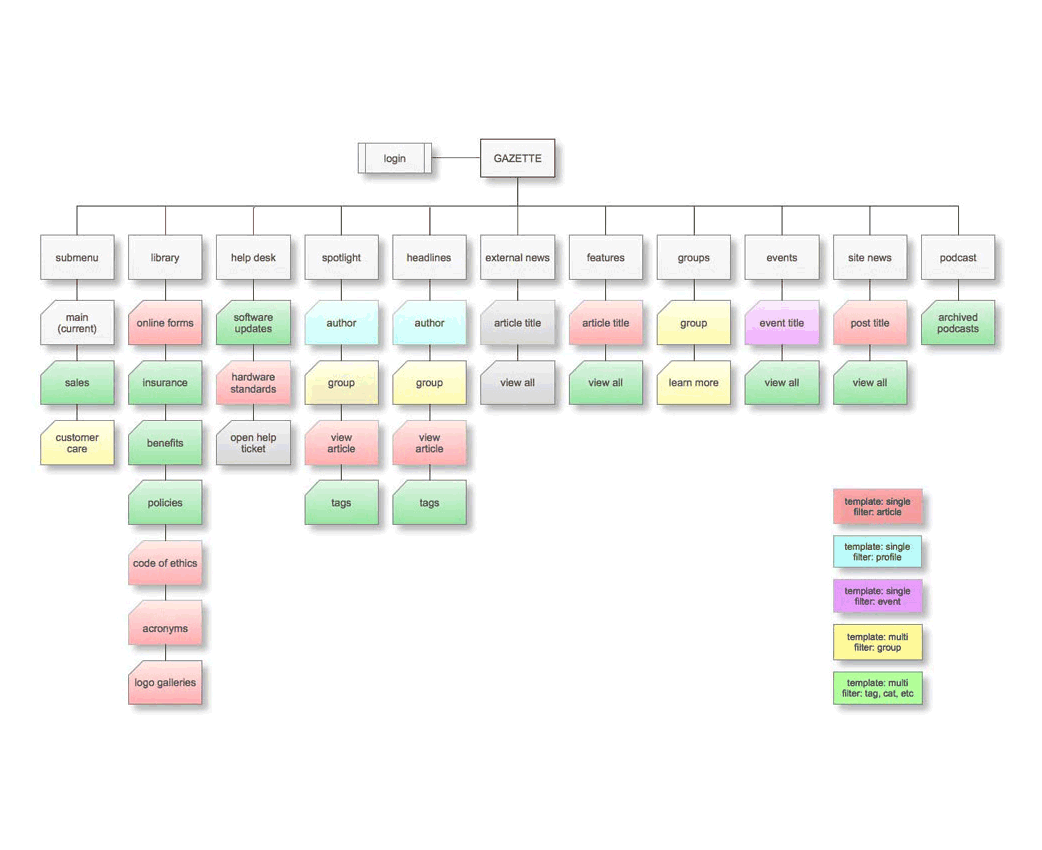 login
GAZETTE
submenu
library
help desk
spotlight
headlines
external news
features
groups
events
site news
podcast
main
(current)
online forms
software
updates
author
author
article title
article title
group
event title
post title
archived
podcasts
sales
insurance
hardware
standards
group
group
view all
view all
learn more
view all
view all
customer
care
benefits
open help
ticket
view
article
view
article
policies
tags
tags
code of ethics
acronyms
logo galleries
template: single
filter: article
template: single
filter: profile
template: single
filter: event
template: multi
filter: group
template: multi
filter: tag, cat, etc